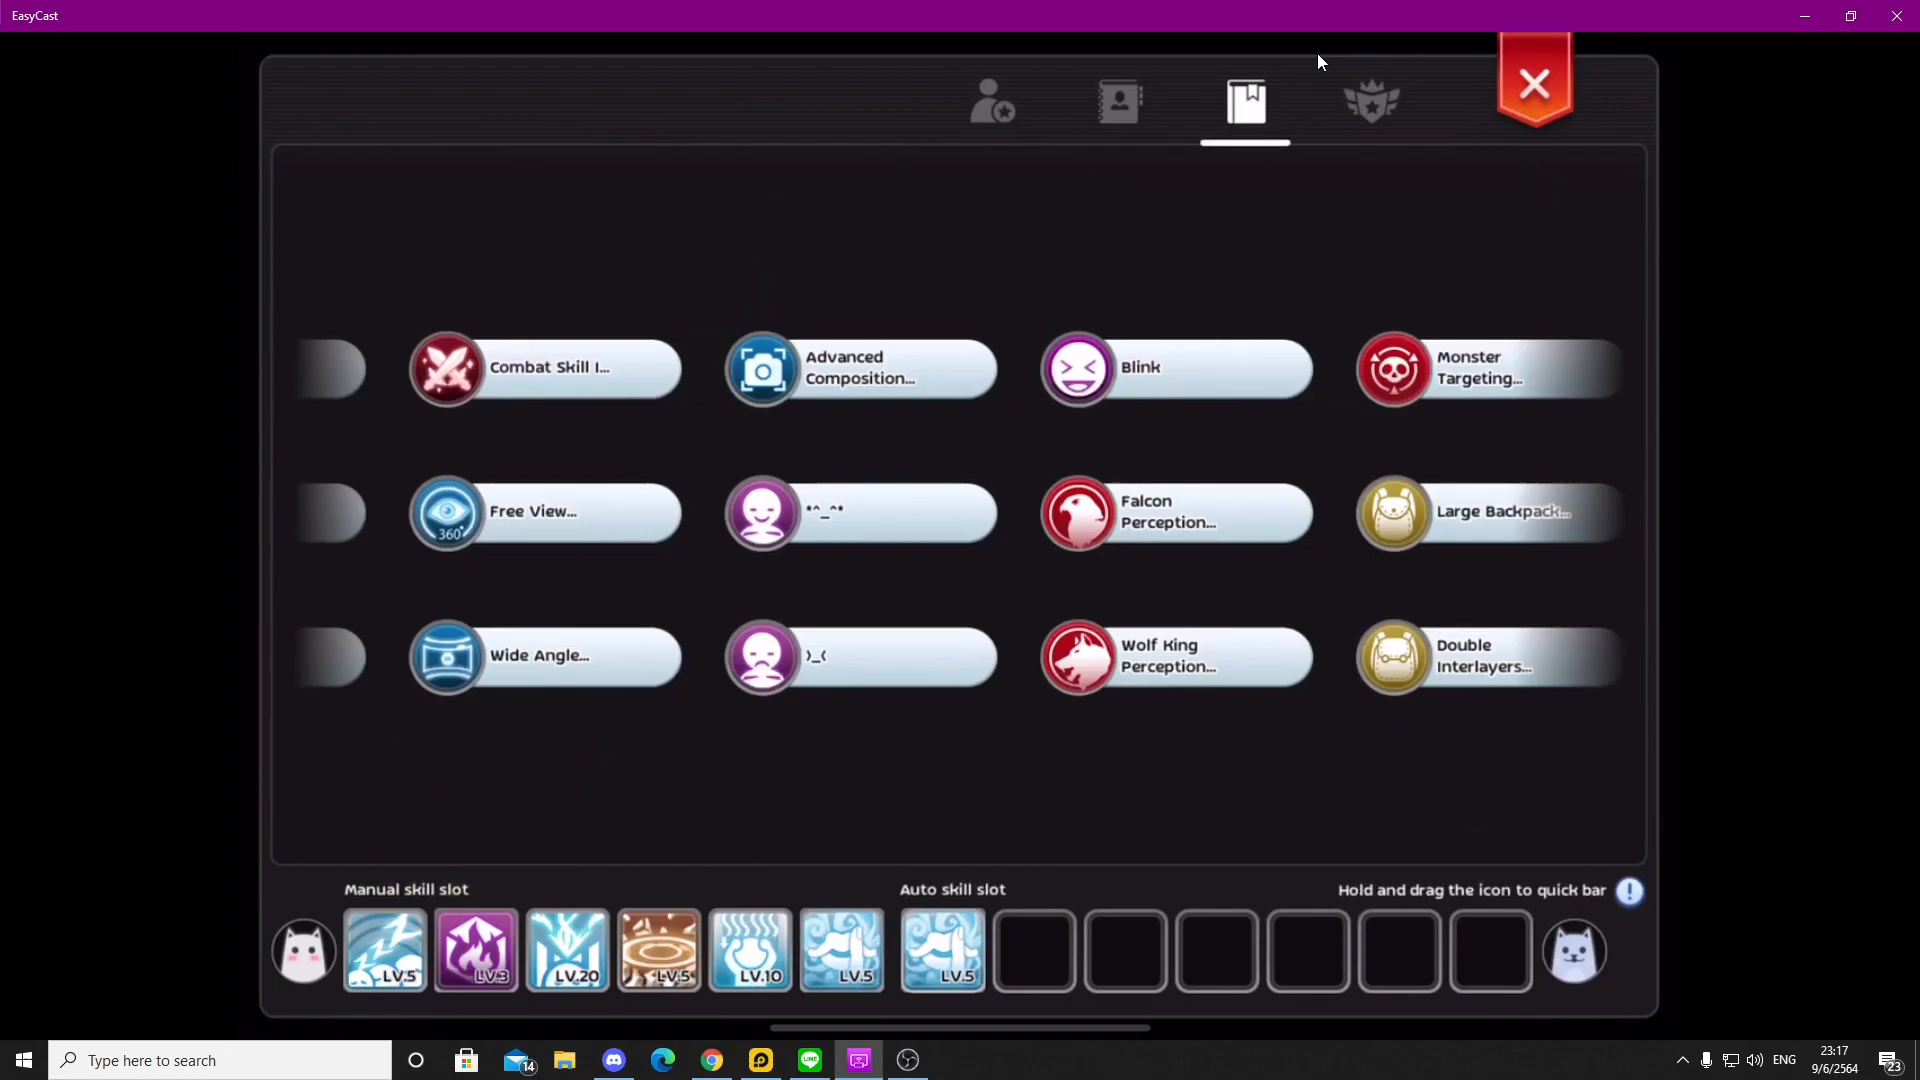 EasyCast
Combat Skill I...
Advanced
Composition...
Blink
Monster
Targeting...
360°
Free View...
*^_^*
Falcon
Perception...
Large Backpack...
Wide Angle...
)_(
Wolf King
Perception...
Double
Interlayers...
Manual skill slot
Auto skill slot
Hold and drag the icon to quick bar
!
LV.5
LV.3
LV.20
LV.5
LV.10
LV.5
LV.5
Type here to search
14
LINE
ENG
23:17
9/6/2564
23